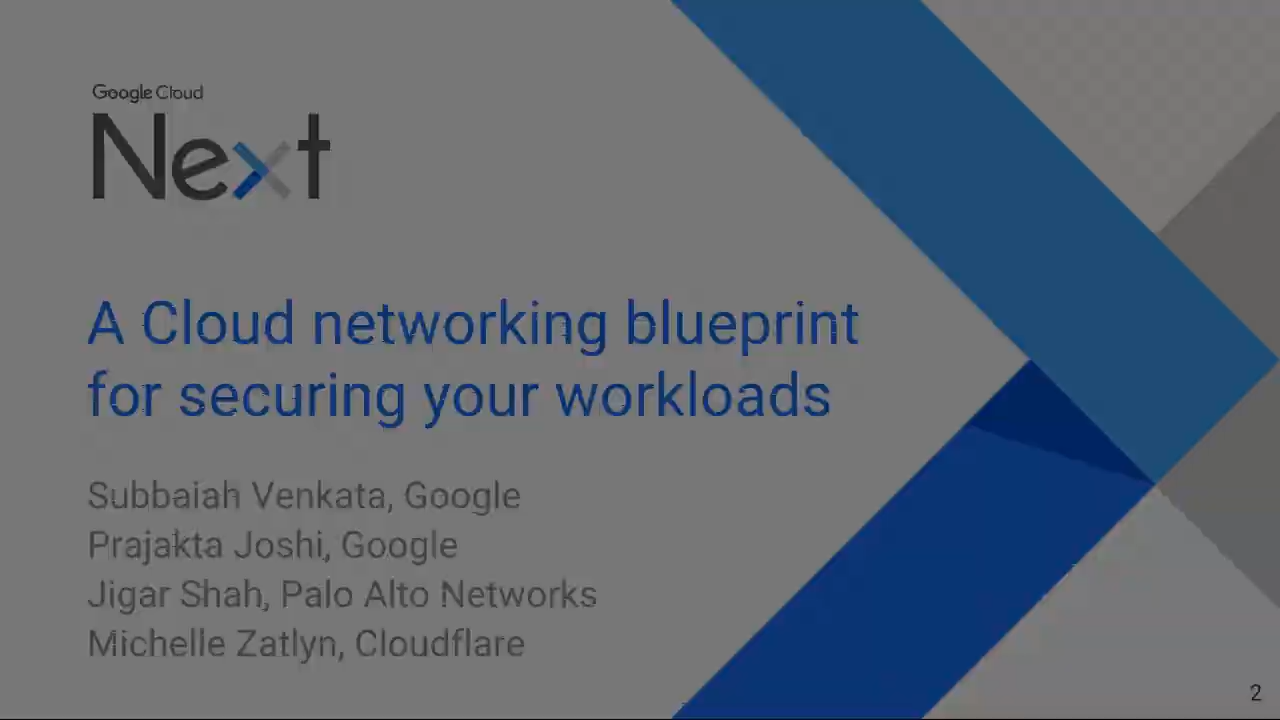 Google Cloud
Next
A Cloud networking blueprint
for securing your workloads
Subbaiah Venkata, Google
Prajakta Joshi, Google
Jigar Shah, Palo Alto Networks
Michelle Zatlyn, Cloudflare
2